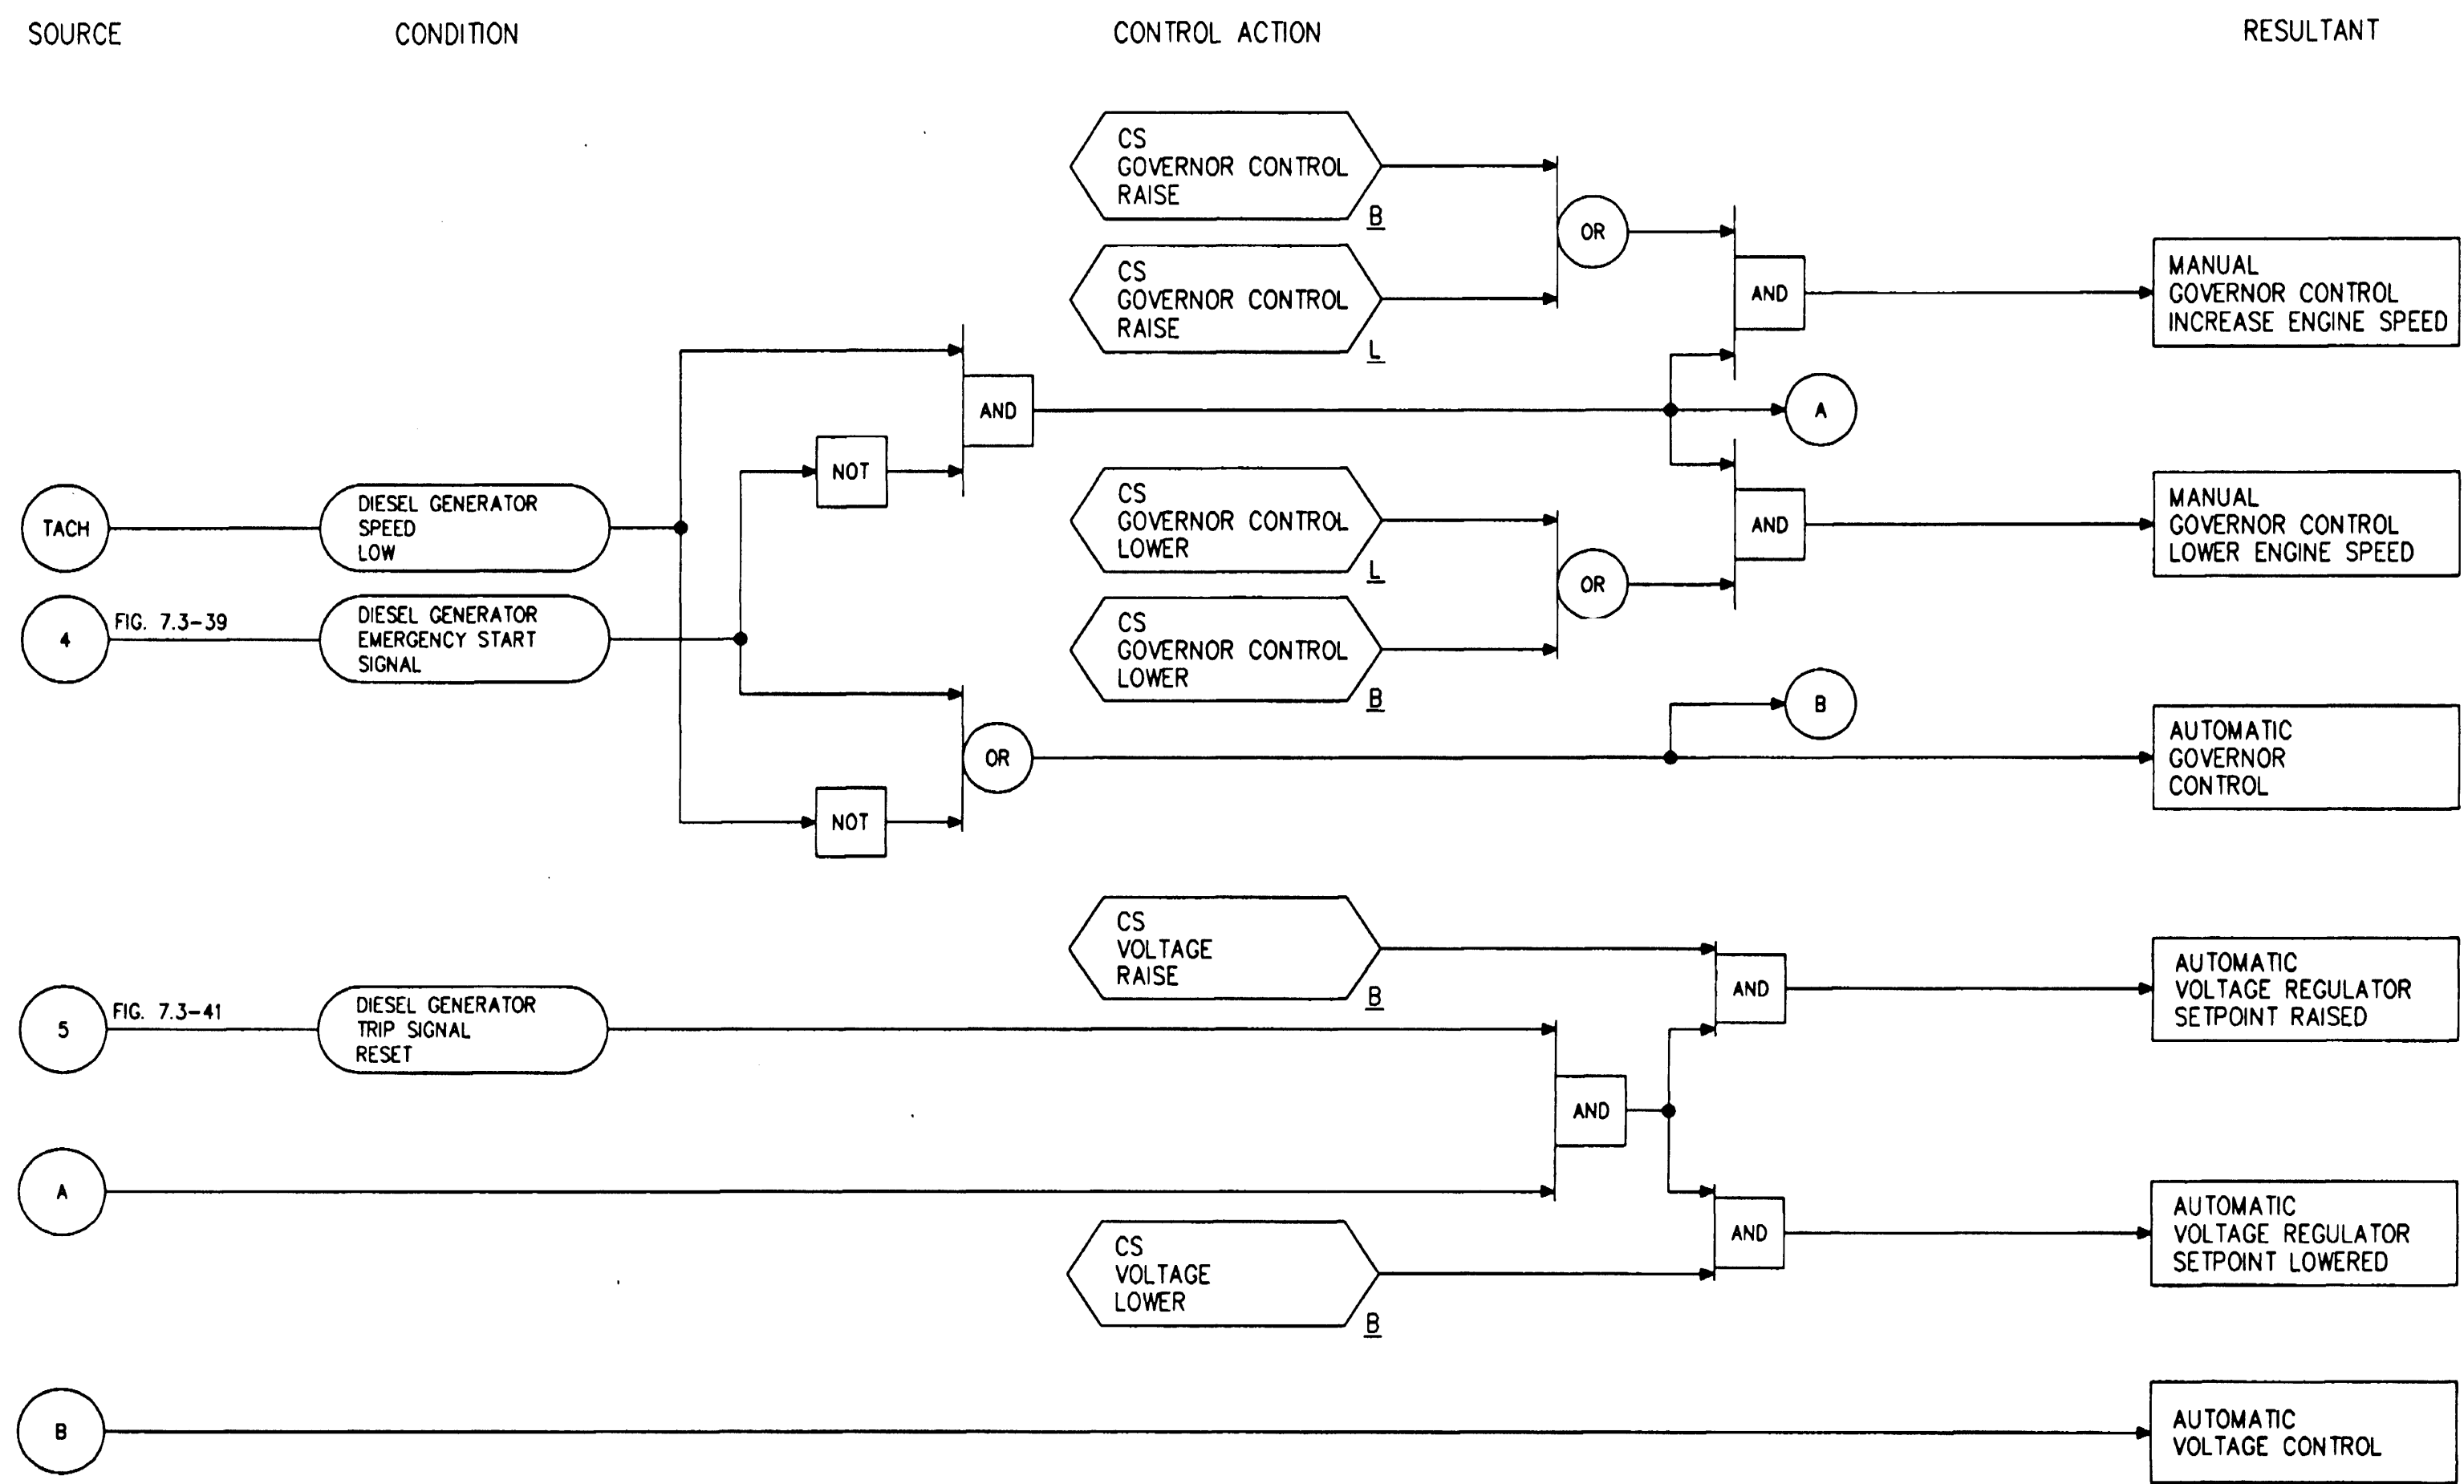 SOURCE
CONDITION
CONTROL ACTION
RESULTANT
CS
GOVERNOR CONTROL
RAISE
B
OR
CS
GOVERNOR CONTROL
RAISE
L
AND
MANUAL
GOVERNOR CONTROL
INCREASE ENGINE SPEED
AND
A
NOT
TACH
DIESEL GENERATOR
SPEED
LOW
CS
GOVERNOR CONTROL
LOWER
L
OR
AND
MANUAL
GOVERNOR CONTROL
LOWER ENGINE SPEED
4
FIG. 7.3-39
DIESEL GENERATOR
EMERGENCY START
SIGNAL
CS
GOVERNOR CONTROL
LOWER
B
B
OR
NOT
AUTOMATIC
GOVERNOR
CONTROL
CS
VOLTAGE
RAISE
B
AND
AUTOMATIC
VOLTAGE REGULATOR
SETPOINT RAISED
5
FIG. 7.3-41
DIESEL GENERATOR
TRIP SIGNAL
RESET
AND
A
CS
VOLTAGE
LOWER
B
AND
AUTOMATIC
VOLTAGE REGULATOR
SETPOINT LOWERED
B
AUTOMATIC
VOLTAGE CONTROL